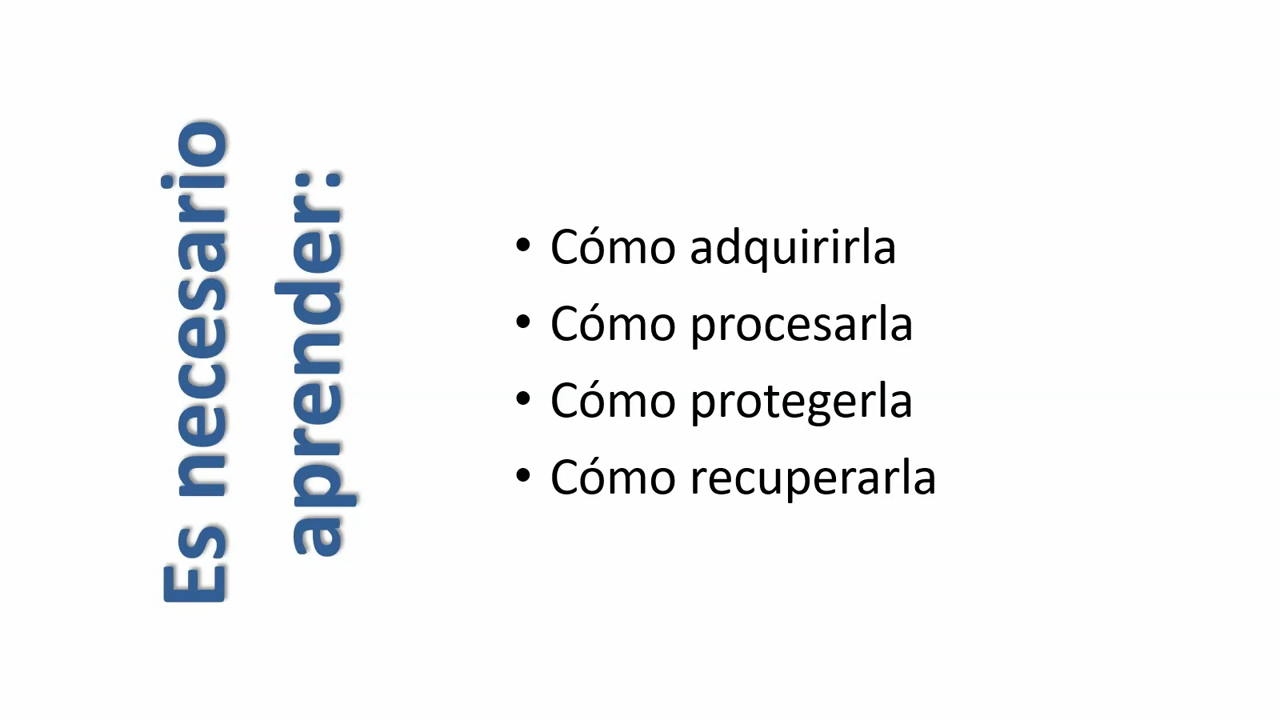 Es necesario
aprender:
• Cómo adquirirla
• Cómo procesarla
• Cómo protegerla
• Cómo recuperarla